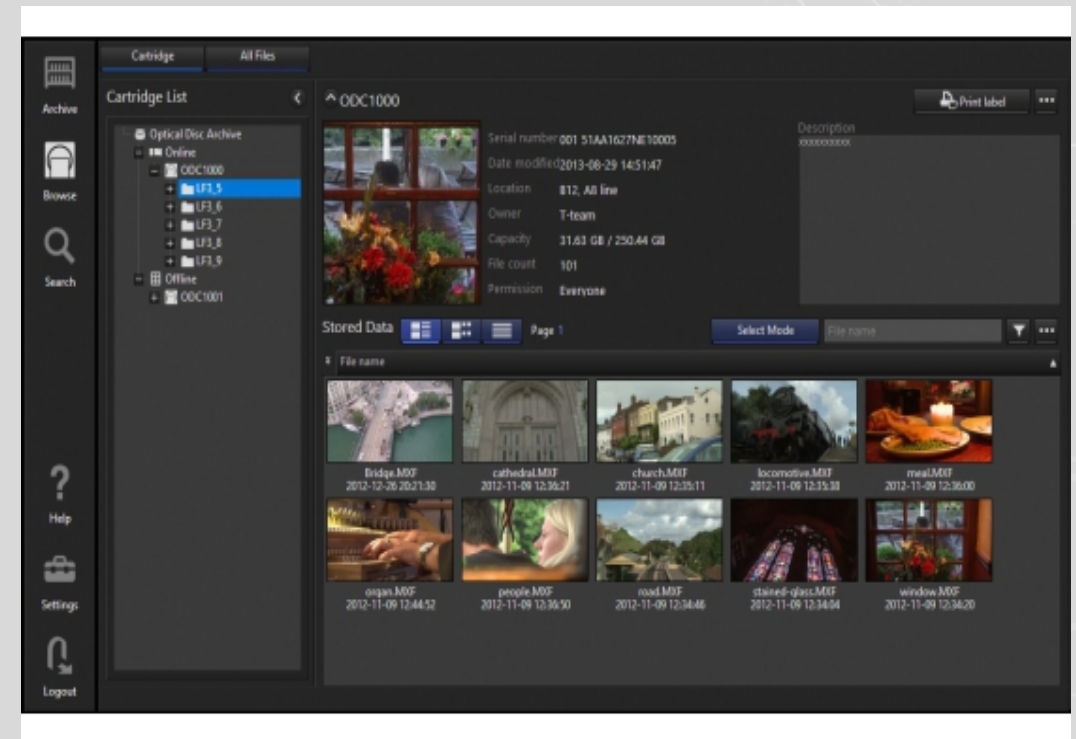 Cartridge
All Files
Archive
Browse
Search
Help
Settings
Logout
Cartridge List
Optical Disc Archive
Online
ODC1000
LF3_5
LF3_6
LF3_7
LF3_8
LF3_9
Offline
ODC1001
ODC1000
Print label
Serial number 001 51AA1627NE10005
Date modified 2013-08-29 14:51:47
Location 812, AB line
Owner T-team
Capacity 31.63 GB / 250.44 GB
File count 101
Permission Everyone
Description
xxxxxxxxxx
Stored Data
Page 1
Select Mode
File name
File name
Bridge.MXF
2012-12-26 20:21:30
cathedral.MXF
2012-11-09 12:36:21
church.MXF
2012-11-09 12:35:11
locomotive.MXF
2012-11-09 12:35:38
meal.MXF
2012-11-09 12:36:00
organ.MXF
2012-11-09 12:44:52
people.MXF
2012-11-09 12:36:50
road.MXF
2012-11-09 12:34:46
stained-glass.MXF
2012-11-09 12:34:04
window.MXF
2012-11-09 12:34:20